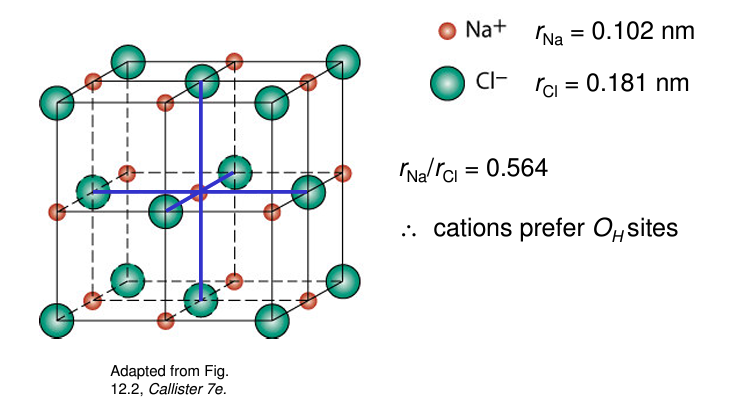 Na+ rNa = 0.102 nm
Cl– rCl = 0.181 nm
rNa/rCl = 0.564
∴ cations prefer OH sites
Adapted from Fig.
12.2, Callister 7e.